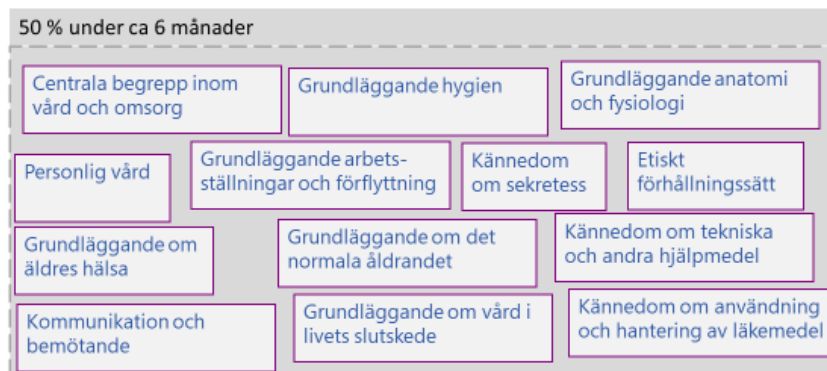 50 % under ca 6 månader
Centrala begrepp inom
vård och omsorg
Grundläggande hygien
Grundläggande anatomi
och fysiologi
Personlig vård
Grundläggande arbets-
ställningar och förflyttning
Kännedom
om sekretess
Etiskt
förhållningssätt
Grundläggande om
äldres hälsa
Grundläggande om det
normala åldrandet
Kännedom om tekniska
och andra hjälpmedel
Kommunikation och
bemötande
Grundläggande om vård i
livets slutskede
Kännedom om användning
och hantering av läkemedel